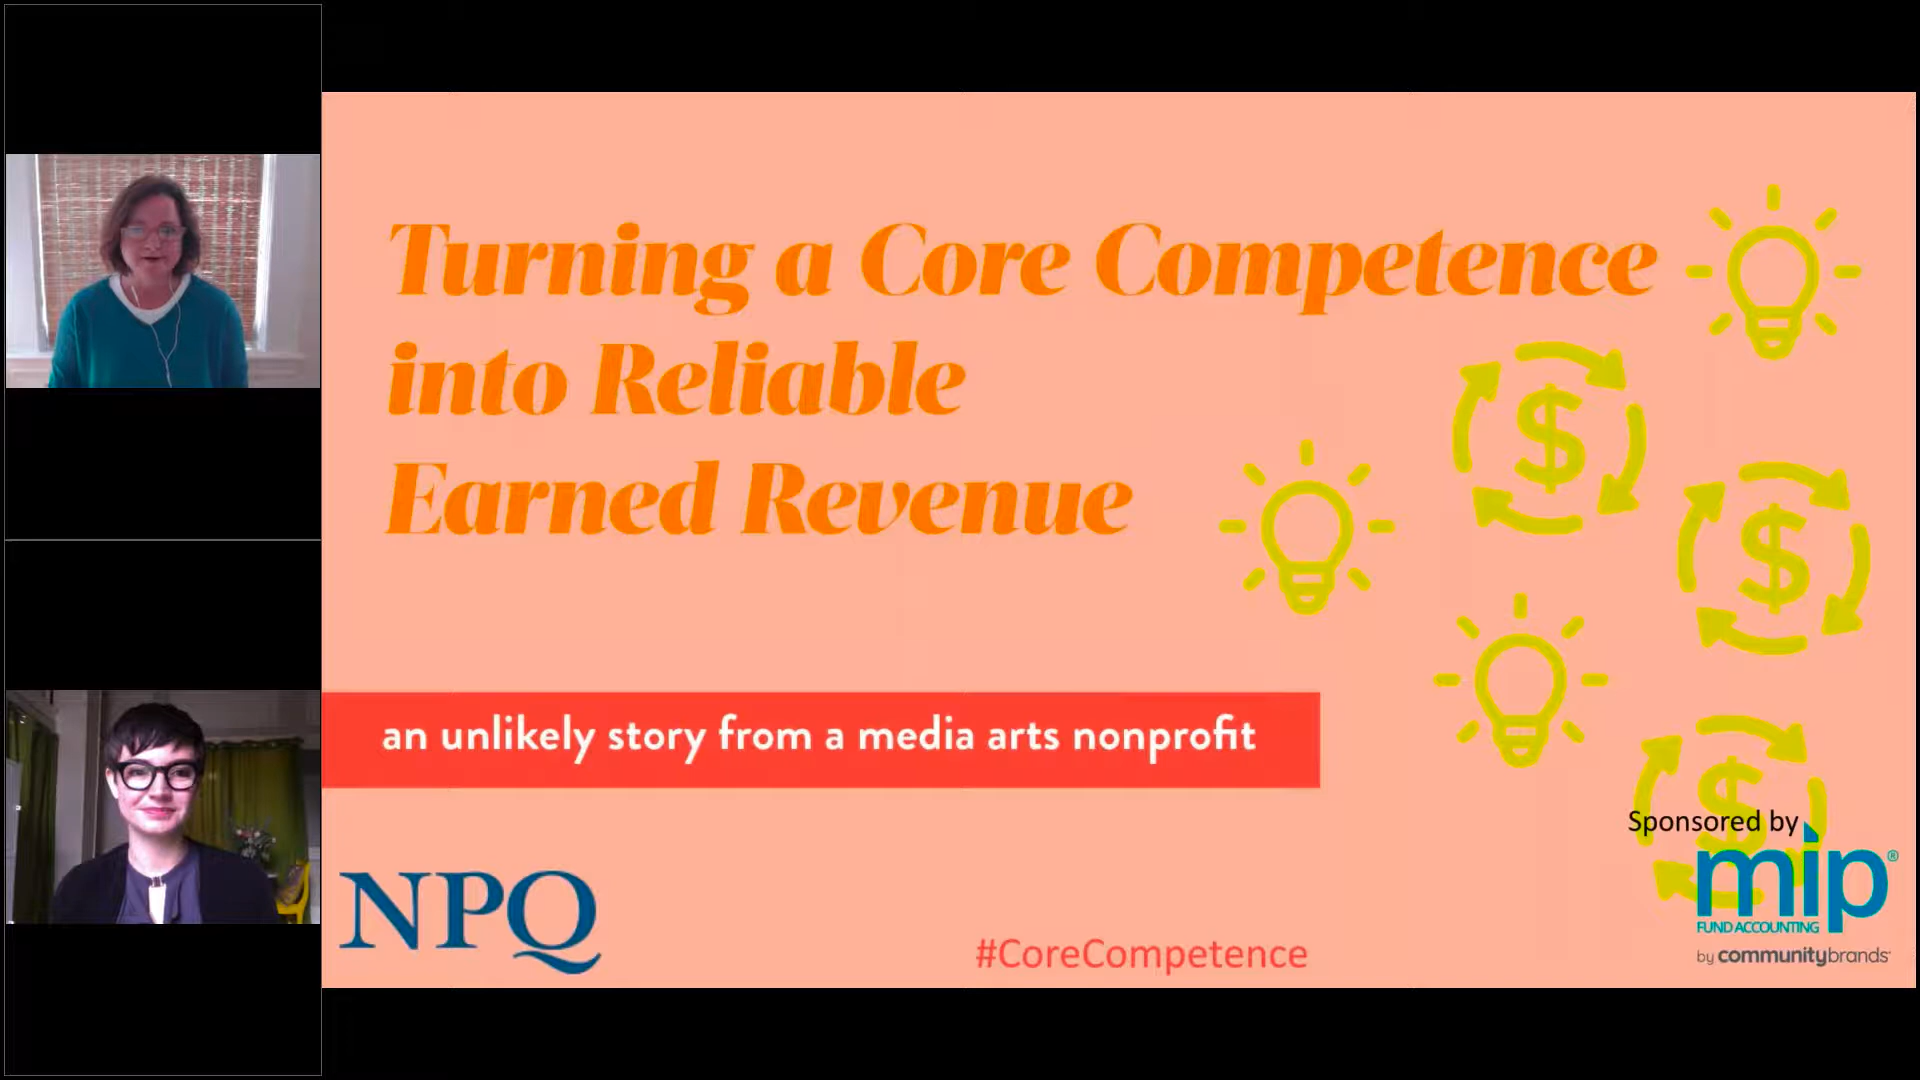 Turning a Core Competence
into Reliable
Earned Revenue
an unlikely story from a media arts nonprofit
Sponsored by
mip®
FUND ACCOUNTING
by communitybrands
NPQ
#CoreCompetence